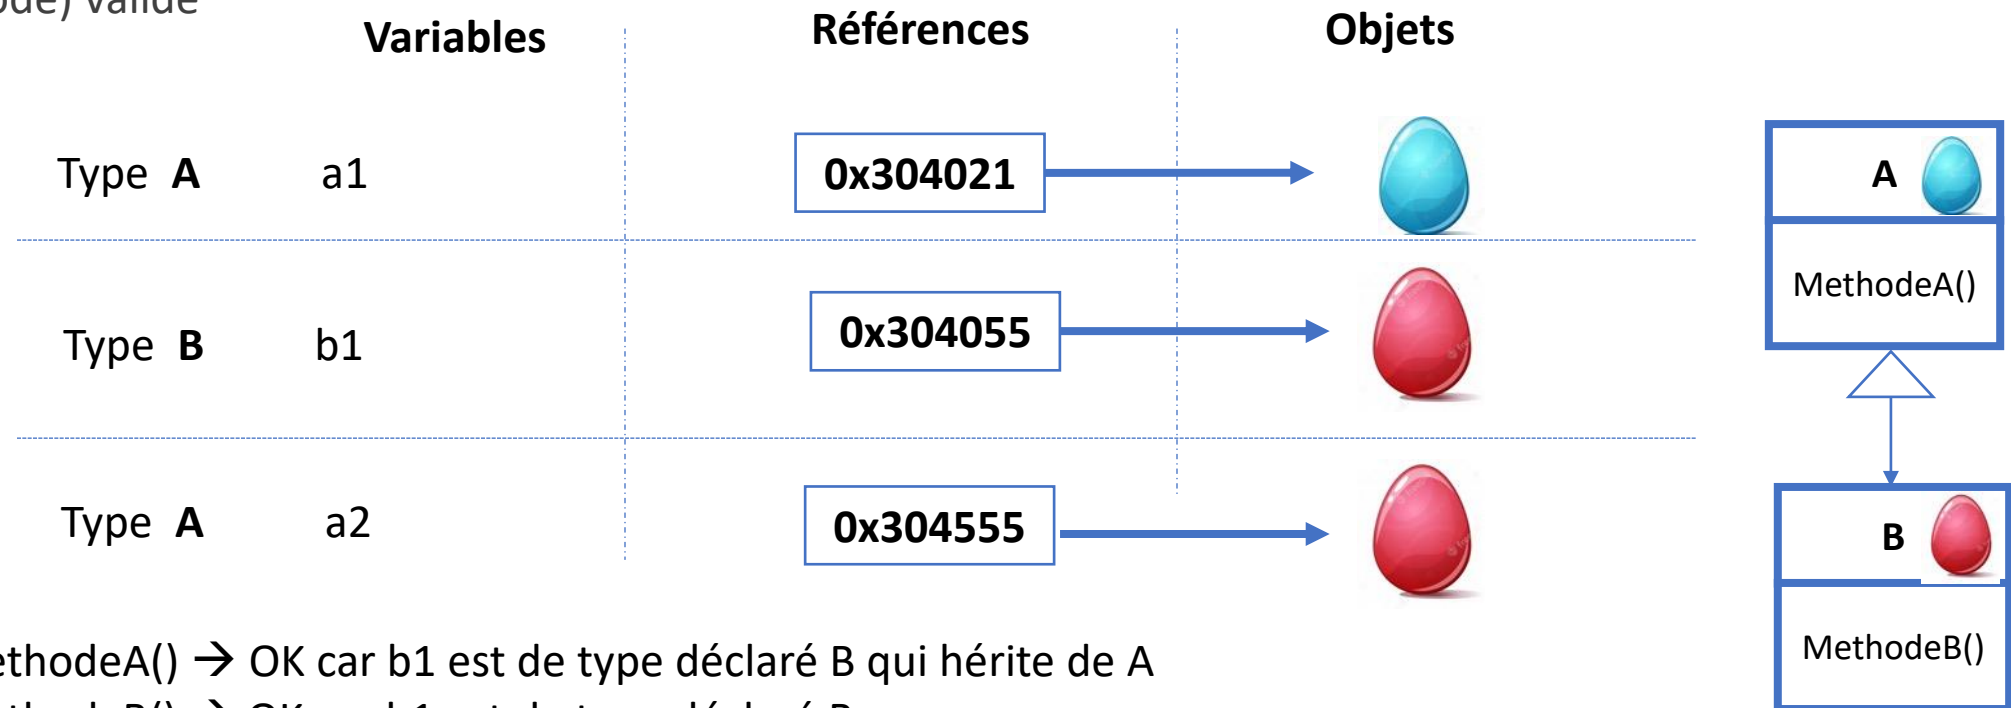 valide
Variables Références Objets
Type A a1 0x304021 A
MethodeA()
Type B b1 0x304055
Type A a2 0x304555 B
MethodeB()
ethodeA() → OK car b1 est de type déclaré B qui hérite de A